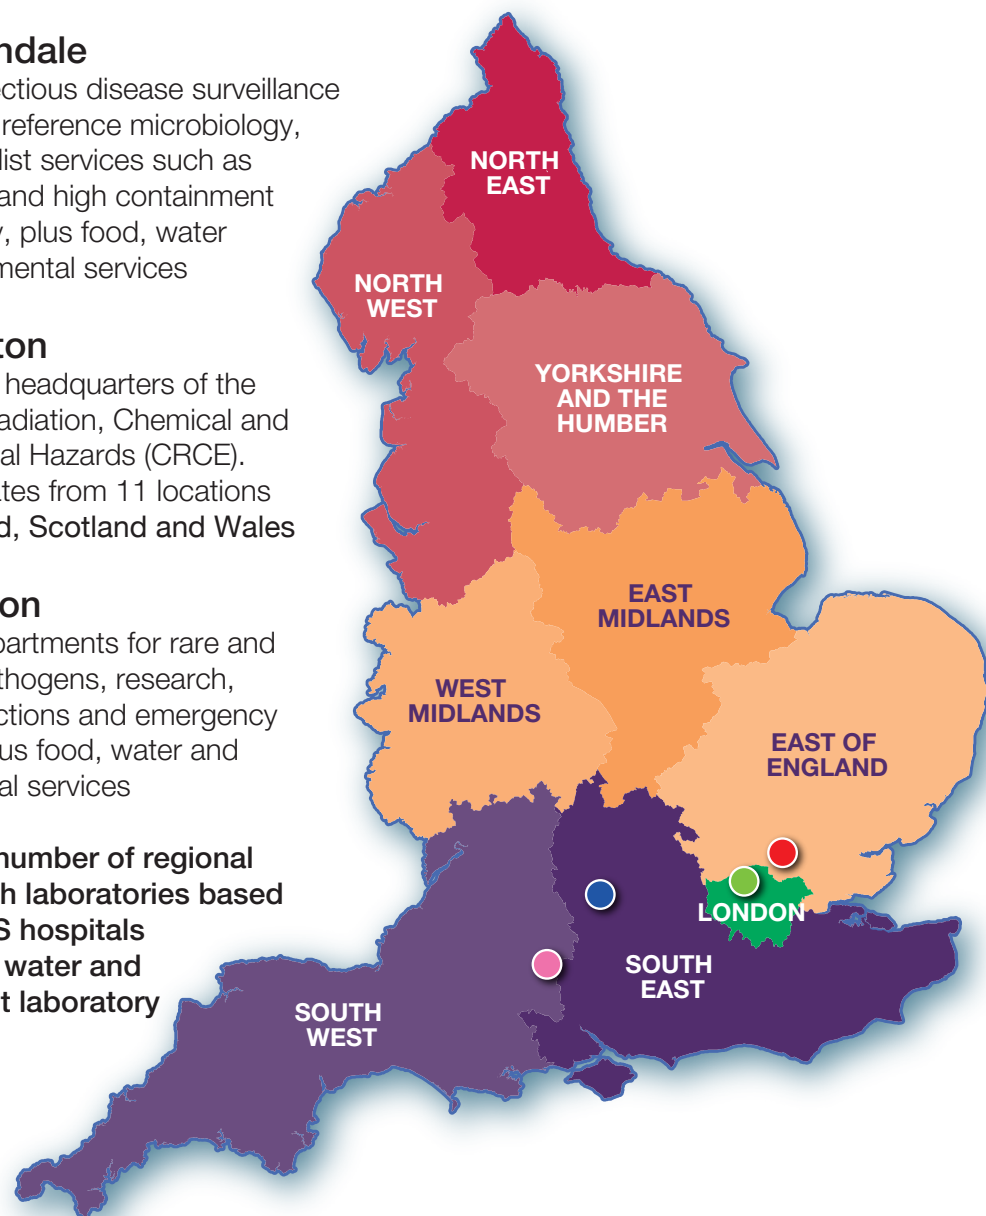 ndale
ectious disease surveillance
reference microbiology,
list services such as
and high containment
y, plus food, water
mental services
ton
headquarters of the
adiation, Chemical and
al Hazards (CRCE).
ates from 11 locations
d, Scotland and Wales
on
partments for rare and
thogens, research,
ctions and emergency
us food, water and
al services
number of regional
h laboratories based
S hospitals
water and
t laboratory
NORTH
EAST
NORTH
WEST
YORKSHIRE
AND THE
HUMBER
EAST
MIDLANDS
WEST
MIDLANDS
EAST OF
ENGLAND
LONDON
SOUTH
EAST
SOUTH
WEST